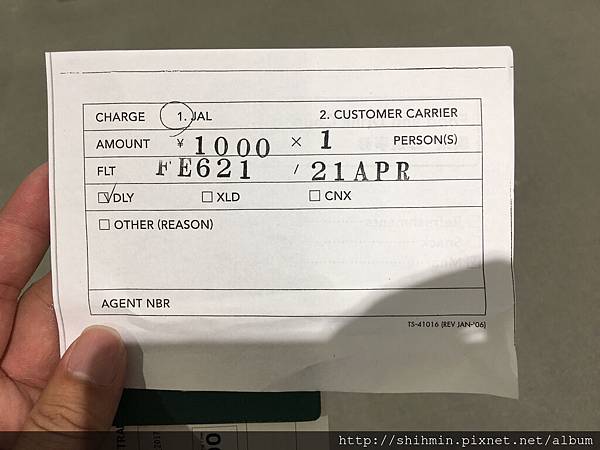 CHARGE 1. JAL 2. CUSTOMER CARRIER
AMOUNT ¥ 1000 × 1 PERSON(S)
FLT FE621 / 21APR
☑ DLY ☐ XLD ☐ CNX
☐ OTHER (REASON)
AGENT NBR
TS-41016 (REV JAN-'06)
2017
http://shihmin.pixnet.net/album